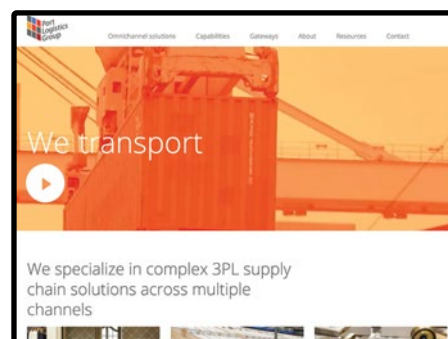 Port
Logistics
Group
Omnichannel solutions Capabilities Gateways About Resources Contact
We transport
We specialize in complex 3PL supply
chain solutions across multiple
channels